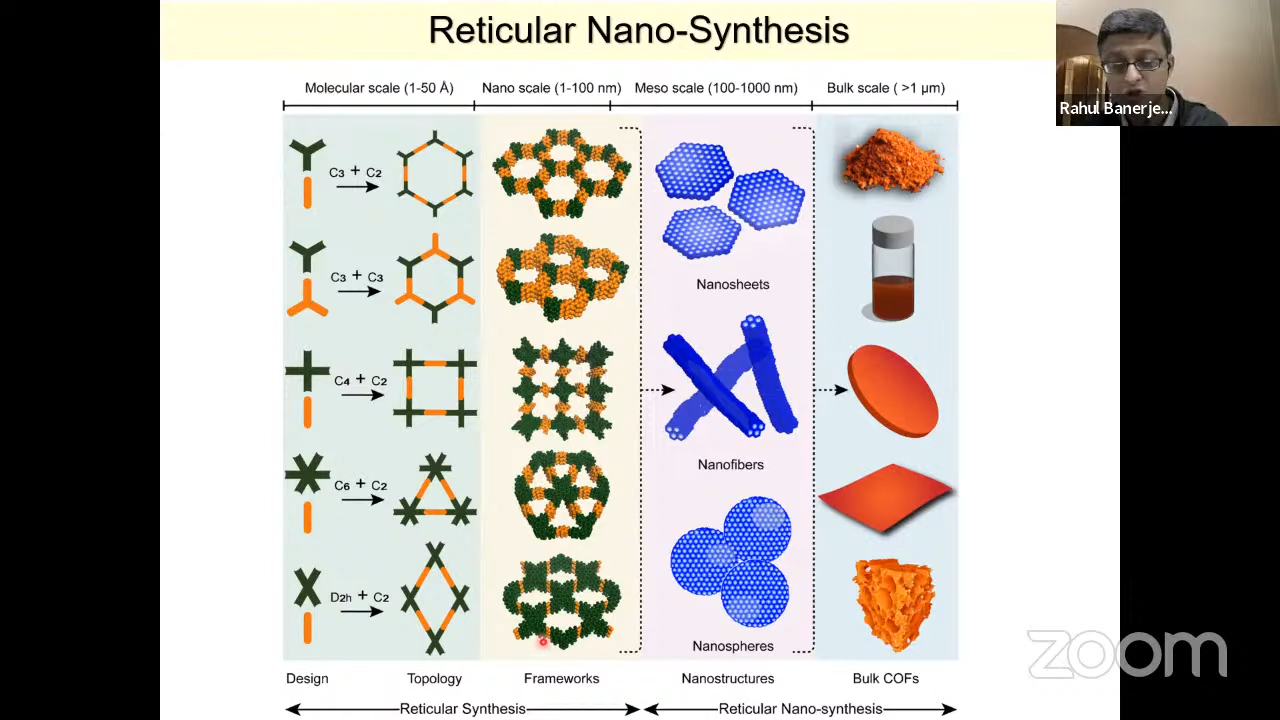 Reticular Nano-Synthesis
Rahul Banerje...
Molecular scale (1-50 Å)
Nano scale (1-100 nm)
Meso scale (100-1000 nm)
Bulk scale ( >1 µm)
C₃ + C₂
C₃ + C₃
C₄ + C₂
C₆ + C₂
D₂h + C₂
Nanosheets
Nanofibers
Nanospheres
Design
Topology
Frameworks
Nanostructures
Bulk COFs
Reticular Synthesis
Reticular Nano-synthesis
zoom